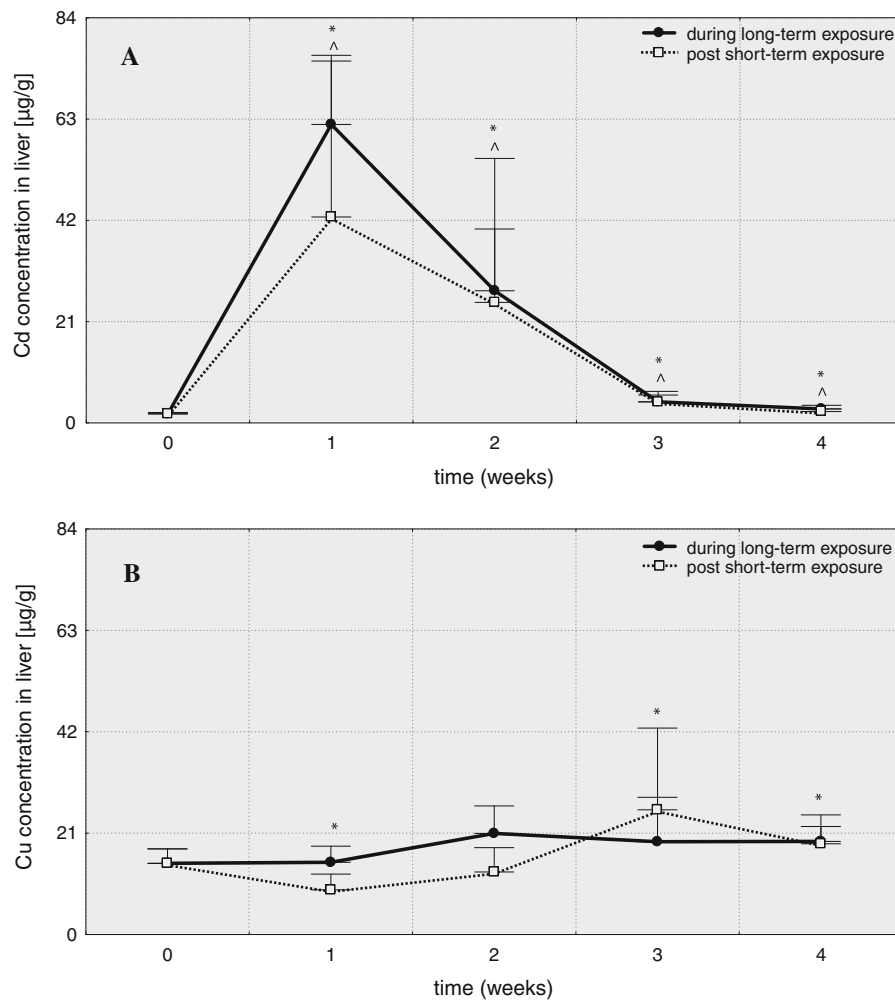 A
during long-term exposure
post short-term exposure
Cd concentration in liver [µg/g]
84
63
42
21
0
*
^
*
^
*
^
*
^
0 1 2 3 4
time (weeks)
B
during long-term exposure
post short-term exposure
Cu concentration in liver [µg/g]
84
63
42
21
0
*
*
*
0 1 2 3 4
time (weeks)